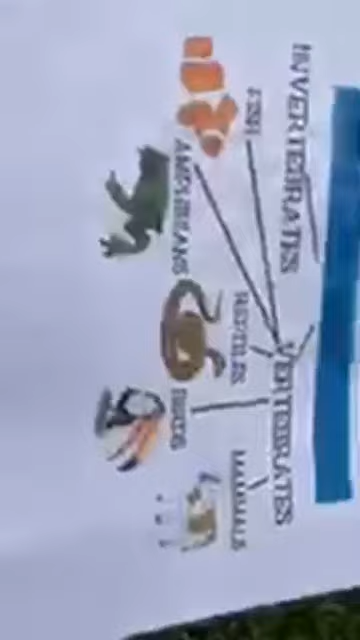 INVERTEBRATES
VERTEBRATES
FISH
AMPHIBIANS
REPTILES
BIRDS
MAMMALS